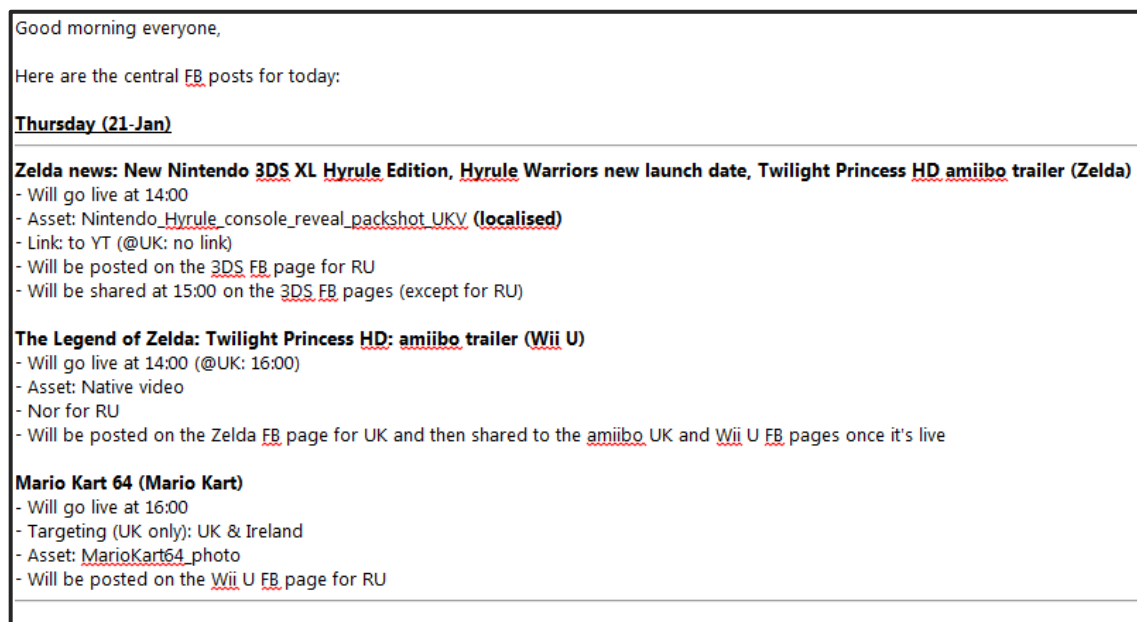 Good morning everyone,
Here are the central FB posts for today:
Thursday (21-Jan)
Zelda news: New Nintendo 3DS XL Hyrule Edition, Hyrule Warriors new launch date, Twilight Princess HD amiibo trailer (Zelda)
- Will go live at 14:00
- Asset: Nintendo_Hyrule_console_reveal_packshot_UKV (localised)
- Link: to YT (@UK: no link)
- Will be posted on the 3DS FB page for RU
- Will be shared at 15:00 on the 3DS FB pages (except for RU)
The Legend of Zelda: Twilight Princess HD: amiibo trailer (Wii U)
- Will go live at 14:00 (@UK: 16:00)
- Asset: Native video
- Nor for RU
- Will be posted on the Zelda FB page for UK and then shared to the amiibo UK and Wii U FB pages once it's live
Mario Kart 64 (Mario Kart)
- Will go live at 16:00
- Targeting (UK only): UK & Ireland
- Asset: MarioKart64_photo
- Will be posted on the Wii U FB page for RU